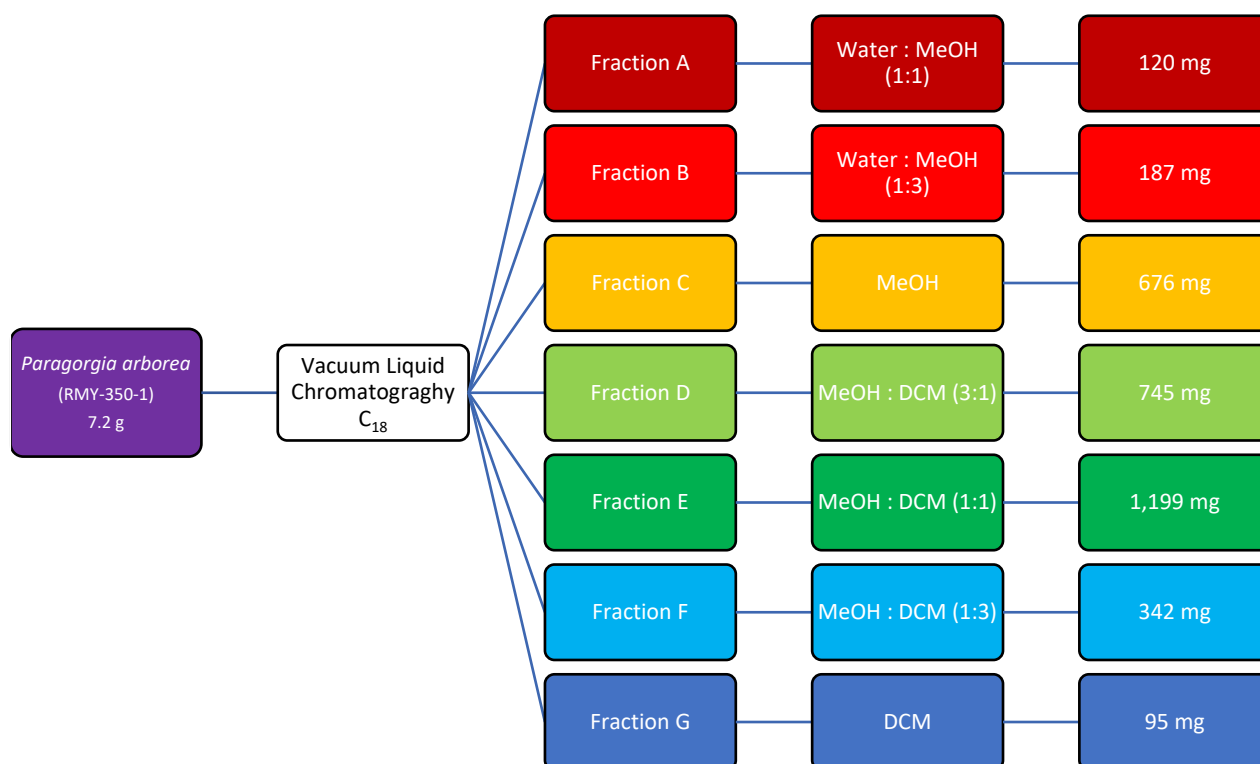 Paragorgia arborea
(RMY-350-1)
7.2 g
Vacuum Liquid
Chromatograghy
C₁₈
Fraction A
Water : MeOH
(1:1)
120 mg
Fraction B
Water : MeOH
(1:3)
187 mg
Fraction C
MeOH
676 mg
Fraction D
MeOH : DCM (3:1)
745 mg
Fraction E
MeOH : DCM (1:1)
1,199 mg
Fraction F
MeOH : DCM (1:3)
342 mg
Fraction G
DCM
95 mg